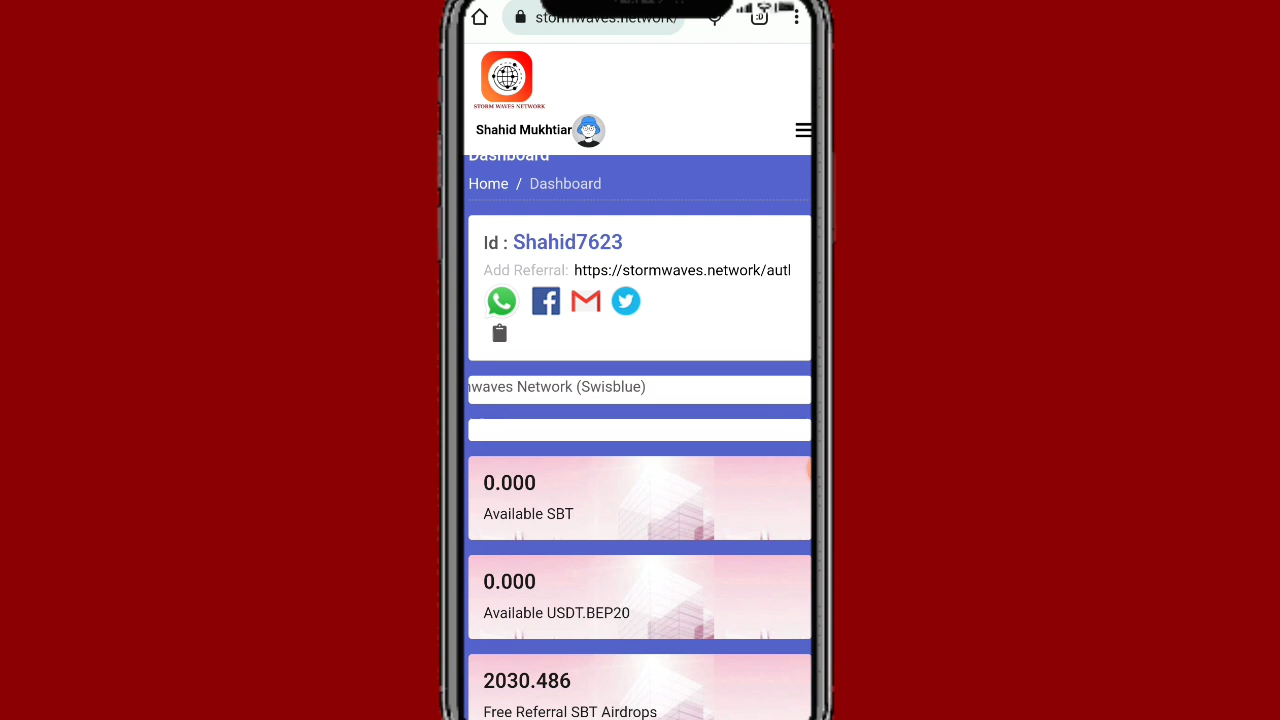 stormwaves.network/
:D
STORM WAVES NETWORK
Shahid Mukhtiar
Dashboard
Home / Dashboard
Id : Shahid7623
Add Referral: https://stormwaves.network/autl
waves Network (Swisblue)
0.000
Available SBT
0.000
Available USDT.BEP20
2030.486
Free Referral SBT Airdrops